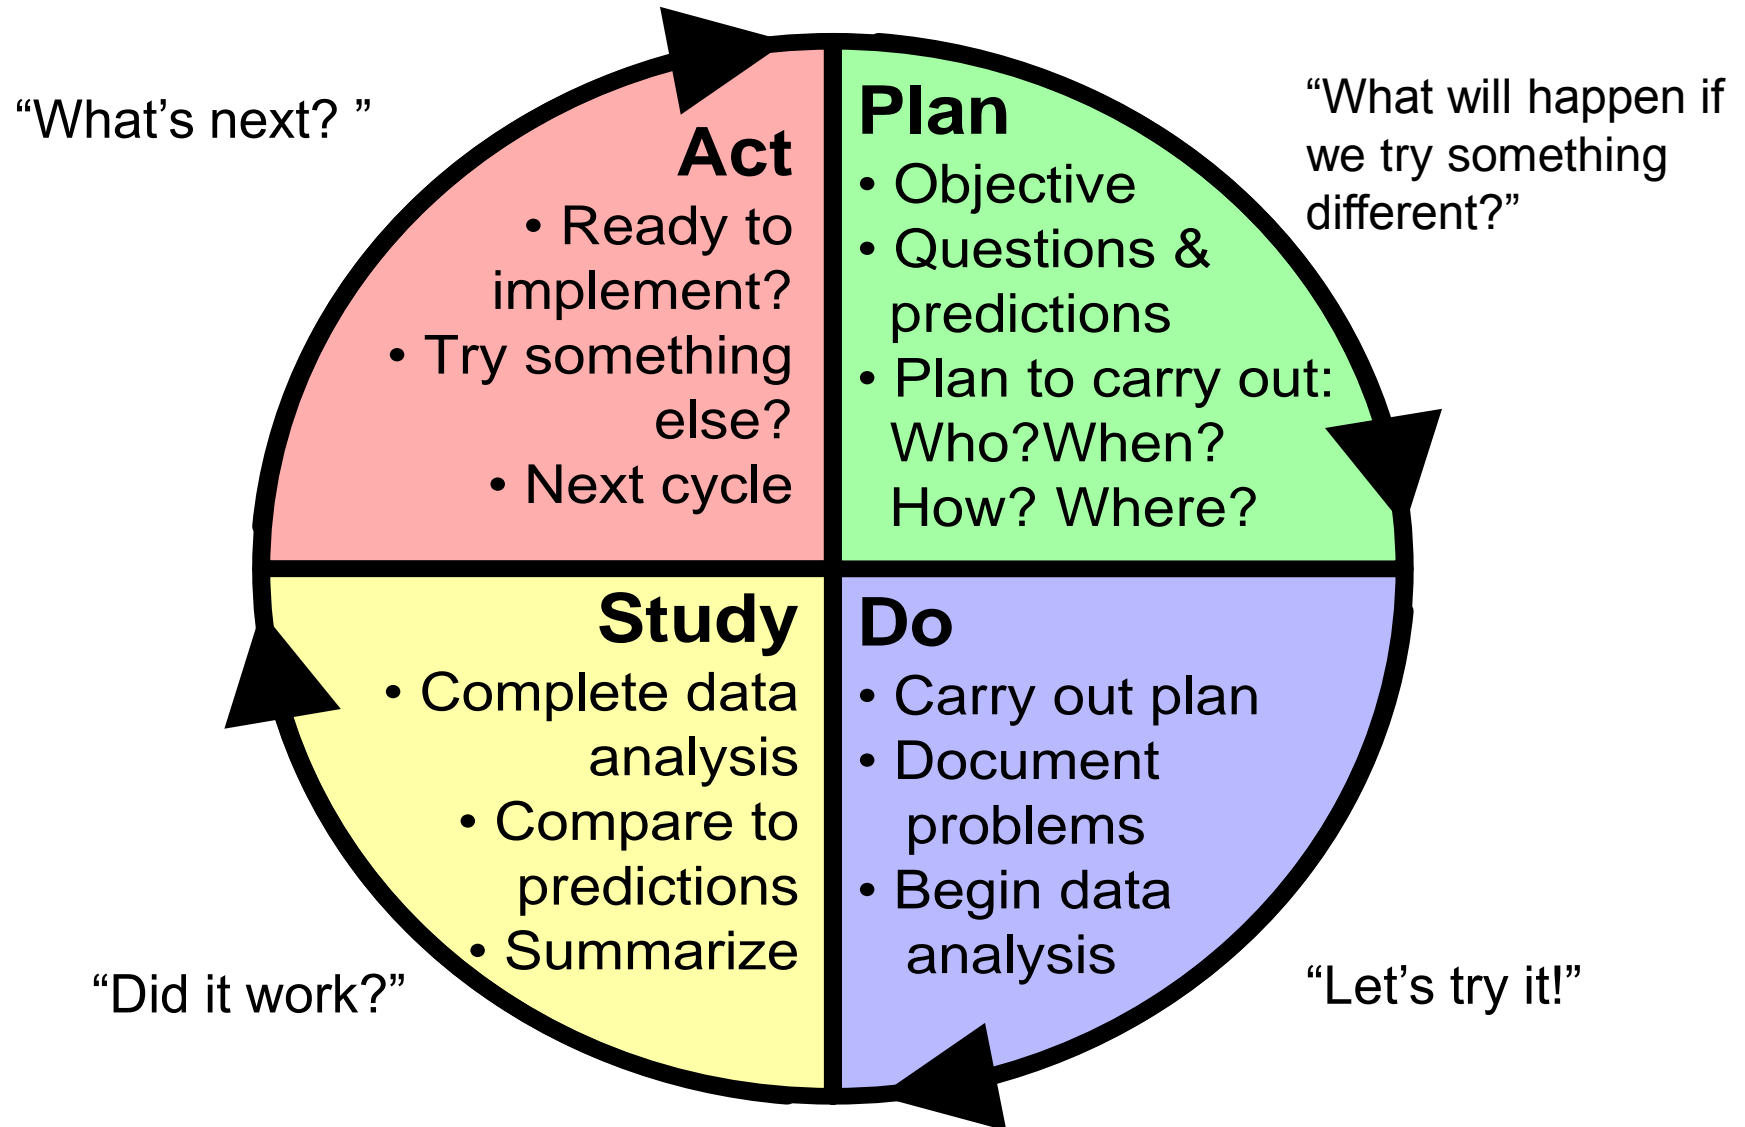 “What’s next? ”
Act
• Ready to
implement?
• Try something
else?
• Next cycle
Plan
• Objective
• Questions &
predictions
• Plan to carry out:
Who?When?
How? Where?
“What will happen if
we try something
different?”
Study
• Complete data
analysis
• Compare to
predictions
• Summarize
“Did it work?”
Do
• Carry out plan
• Document
problems
• Begin data
analysis
“Let’s try it!”